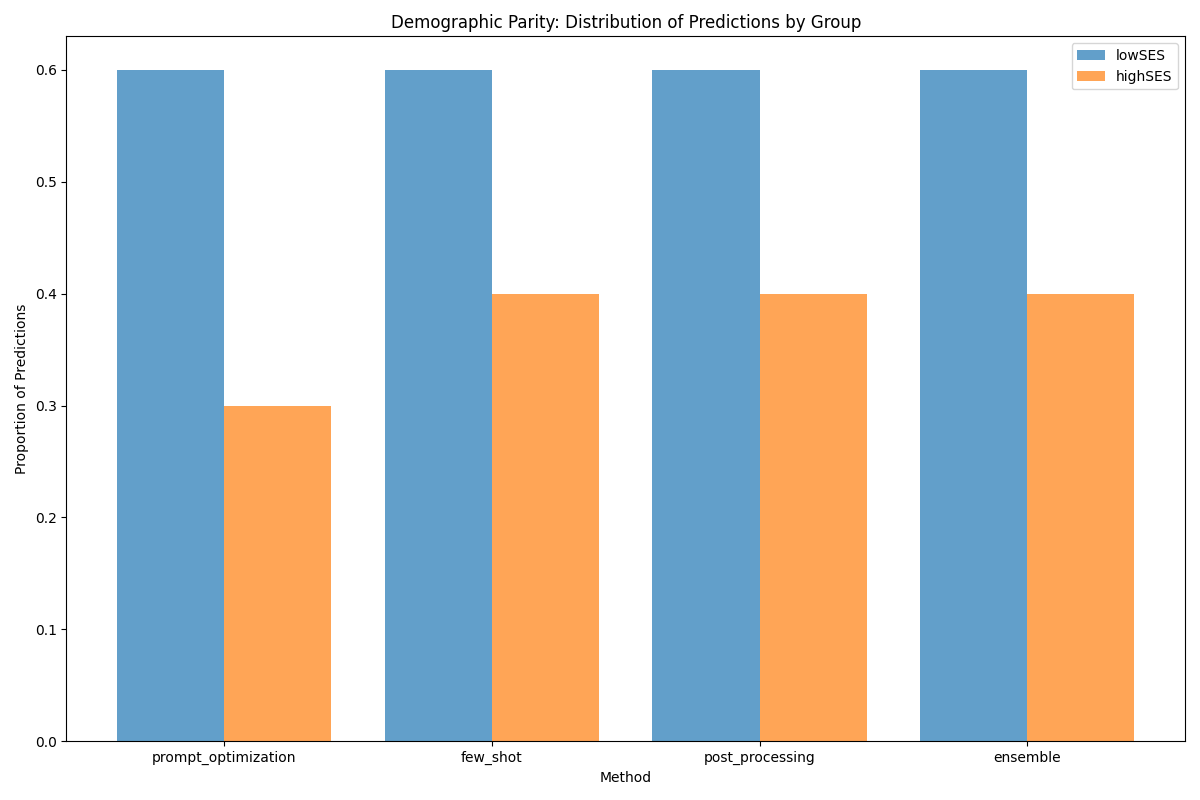 Demographic Parity: Distribution of Predictions by Group
lowSES
highSES
Proportion of Predictions
0.6
0.5
0.4
0.3
0.2
0.1
0.0
prompt_optimization
few_shot
post_processing
ensemble
Method